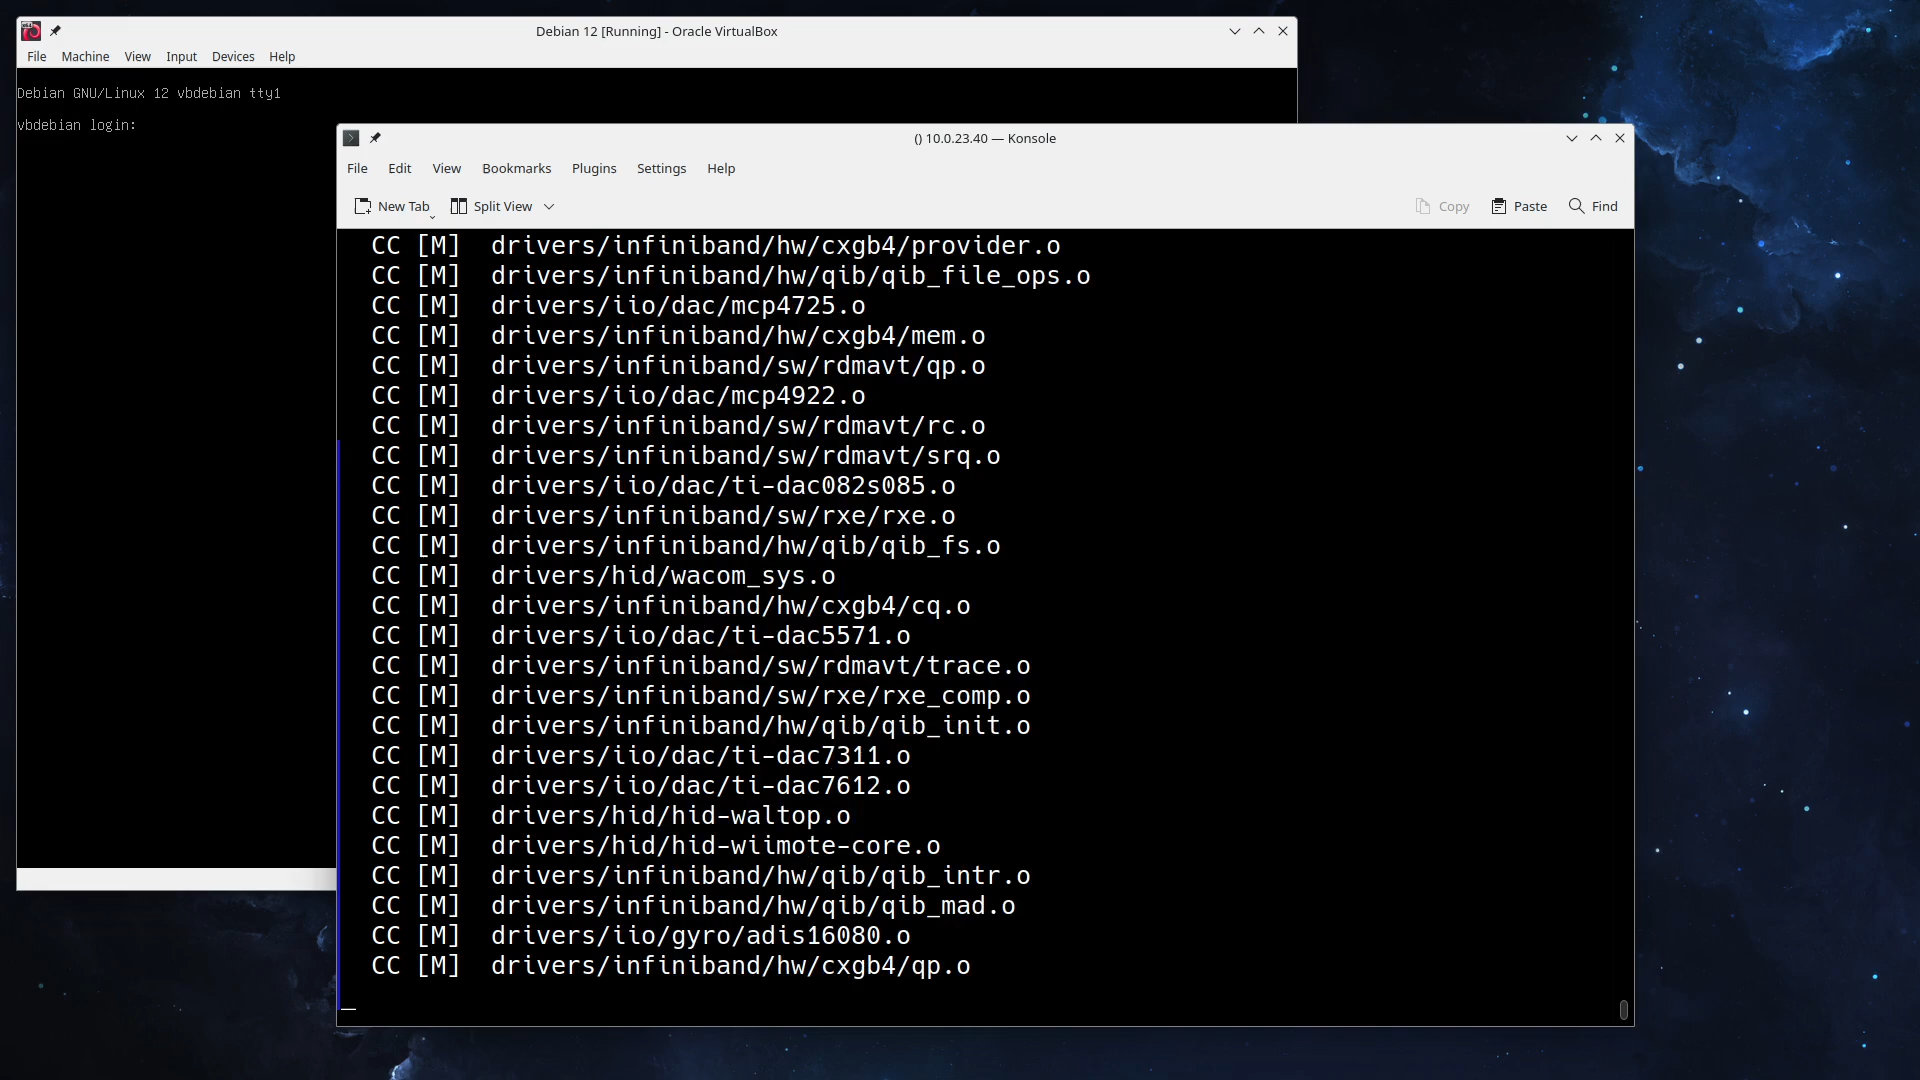 Debian 12 [Running] - Oracle VirtualBox
File Machine View Input Devices Help
Debian GNU/Linux 12 vbdebian tty1
vbdebian login:
() 10.0.23.40 — Konsole
File Edit View Bookmarks Plugins Settings Help
New Tab Split View Copy Paste Find
CC [M]  drivers/infiniband/hw/cxgb4/provider.o
CC [M]  drivers/infiniband/hw/qib/qib_file_ops.o
CC [M]  drivers/iio/dac/mcp4725.o
CC [M]  drivers/infiniband/hw/cxgb4/mem.o
CC [M]  drivers/infiniband/sw/rdmavt/qp.o
CC [M]  drivers/iio/dac/mcp4922.o
CC [M]  drivers/infiniband/sw/rdmavt/rc.o
CC [M]  drivers/infiniband/sw/rdmavt/srq.o
CC [M]  drivers/iio/dac/ti-dac082s085.o
CC [M]  drivers/infiniband/sw/rxe/rxe.o
CC [M]  drivers/infiniband/hw/qib/qib_fs.o
CC [M]  drivers/hid/wacom_sys.o
CC [M]  drivers/infiniband/hw/cxgb4/cq.o
CC [M]  drivers/iio/dac/ti-dac5571.o
CC [M]  drivers/infiniband/sw/rdmavt/trace.o
CC [M]  drivers/infiniband/sw/rxe/rxe_comp.o
CC [M]  drivers/infiniband/hw/qib/qib_init.o
CC [M]  drivers/iio/dac/ti-dac7311.o
CC [M]  drivers/iio/dac/ti-dac7612.o
CC [M]  drivers/hid/hid-waltop.o
CC [M]  drivers/hid/hid-wiimote-core.o
CC [M]  drivers/infiniband/hw/qib/qib_intr.o
CC [M]  drivers/infiniband/hw/qib/qib_mad.o
CC [M]  drivers/iio/gyro/adis16080.o
CC [M]  drivers/infiniband/hw/cxgb4/qp.o